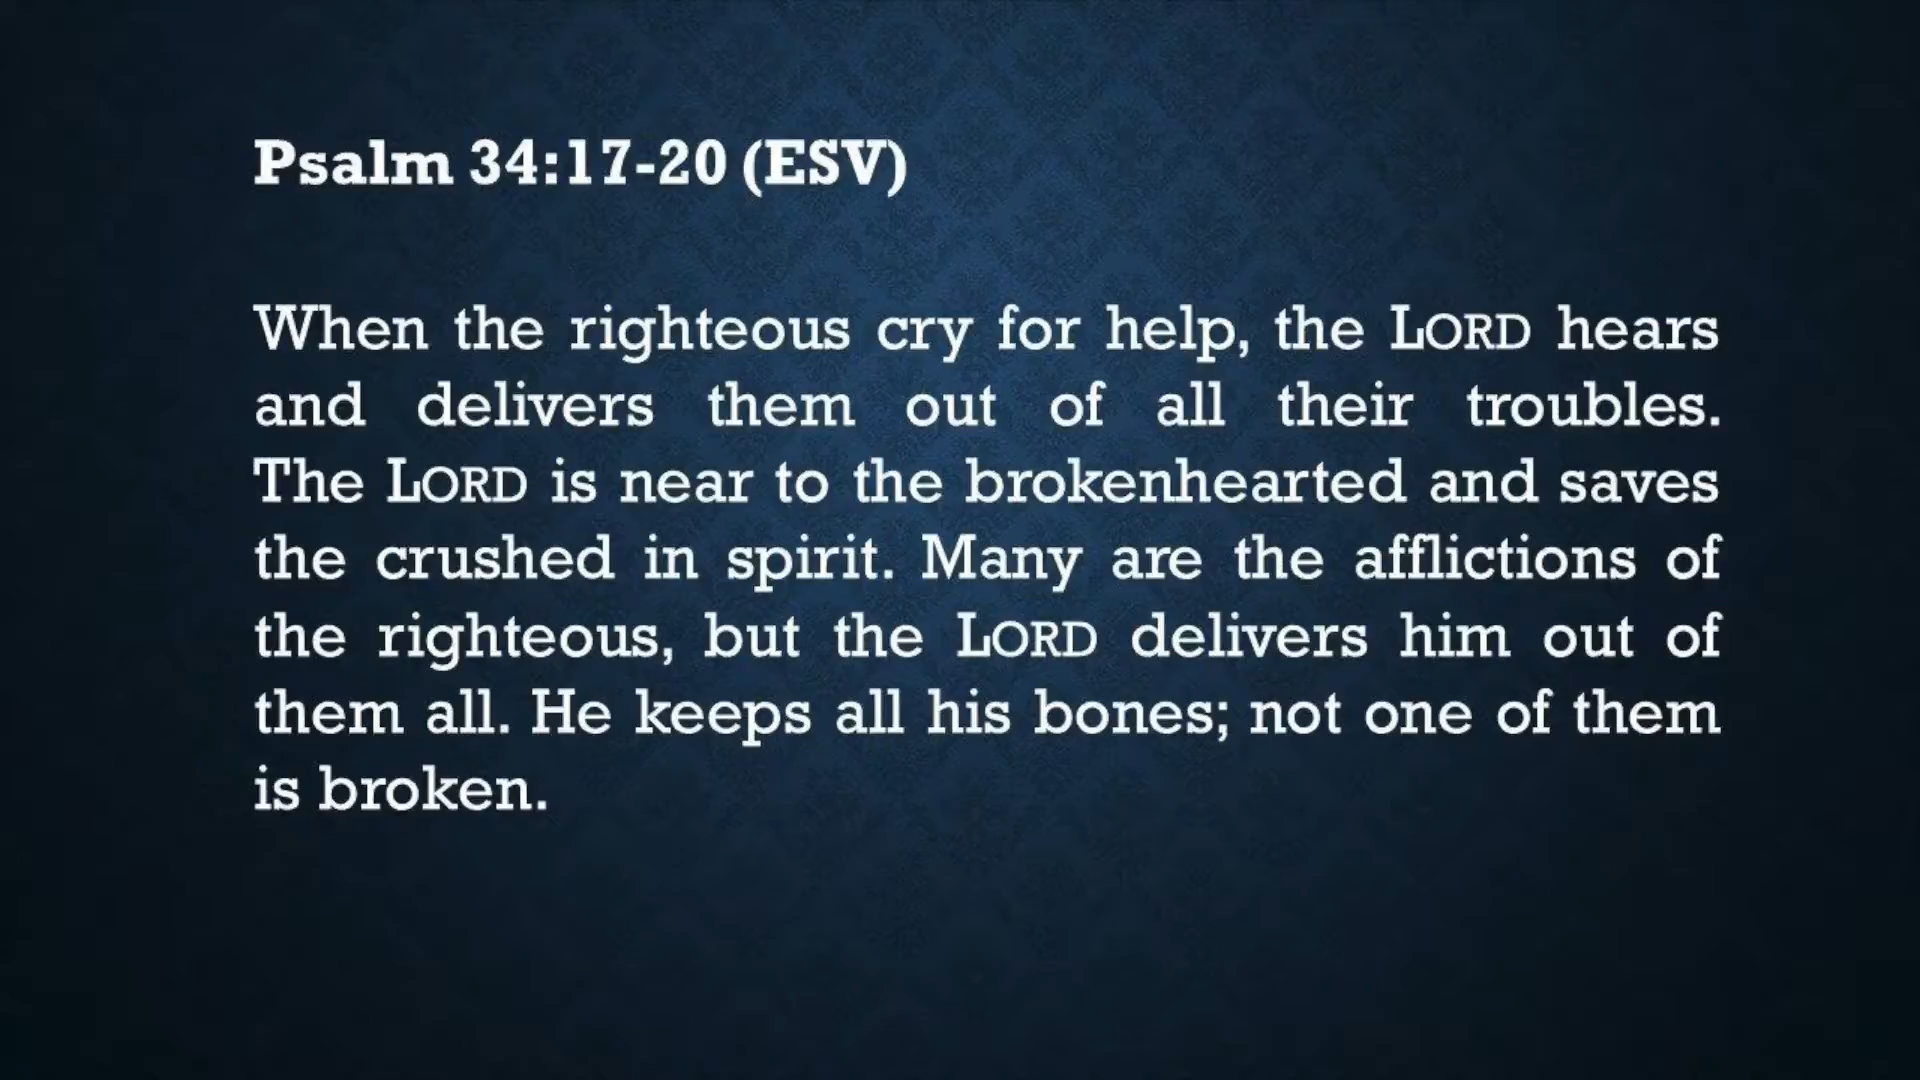 Psalm 34:17-20 (ESV)
When the righteous cry for help, the LORD hears
and delivers them out of all their troubles.
The LORD is near to the brokenhearted and saves
the crushed in spirit. Many are the afflictions of
the righteous, but the LORD delivers him out of
them all. He keeps all his bones; not one of them
is broken.